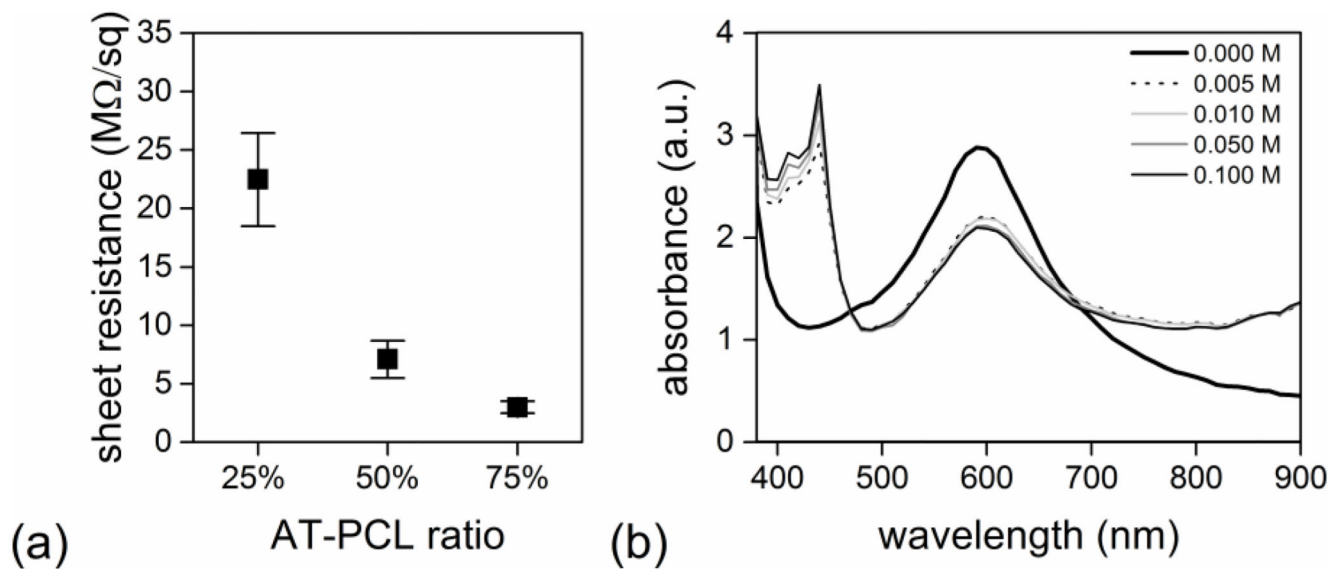 sheet resistance (MΩ/sq)
35
30
25
20
15
10
5
0
25%
50%
75%
AT-PCL ratio
(a)
absorbance (a.u.)
4
3
2
1
0
400
500
600
700
800
900
wavelength (nm)
0.000 M
0.005 M
0.010 M
0.050 M
0.100 M
(b)